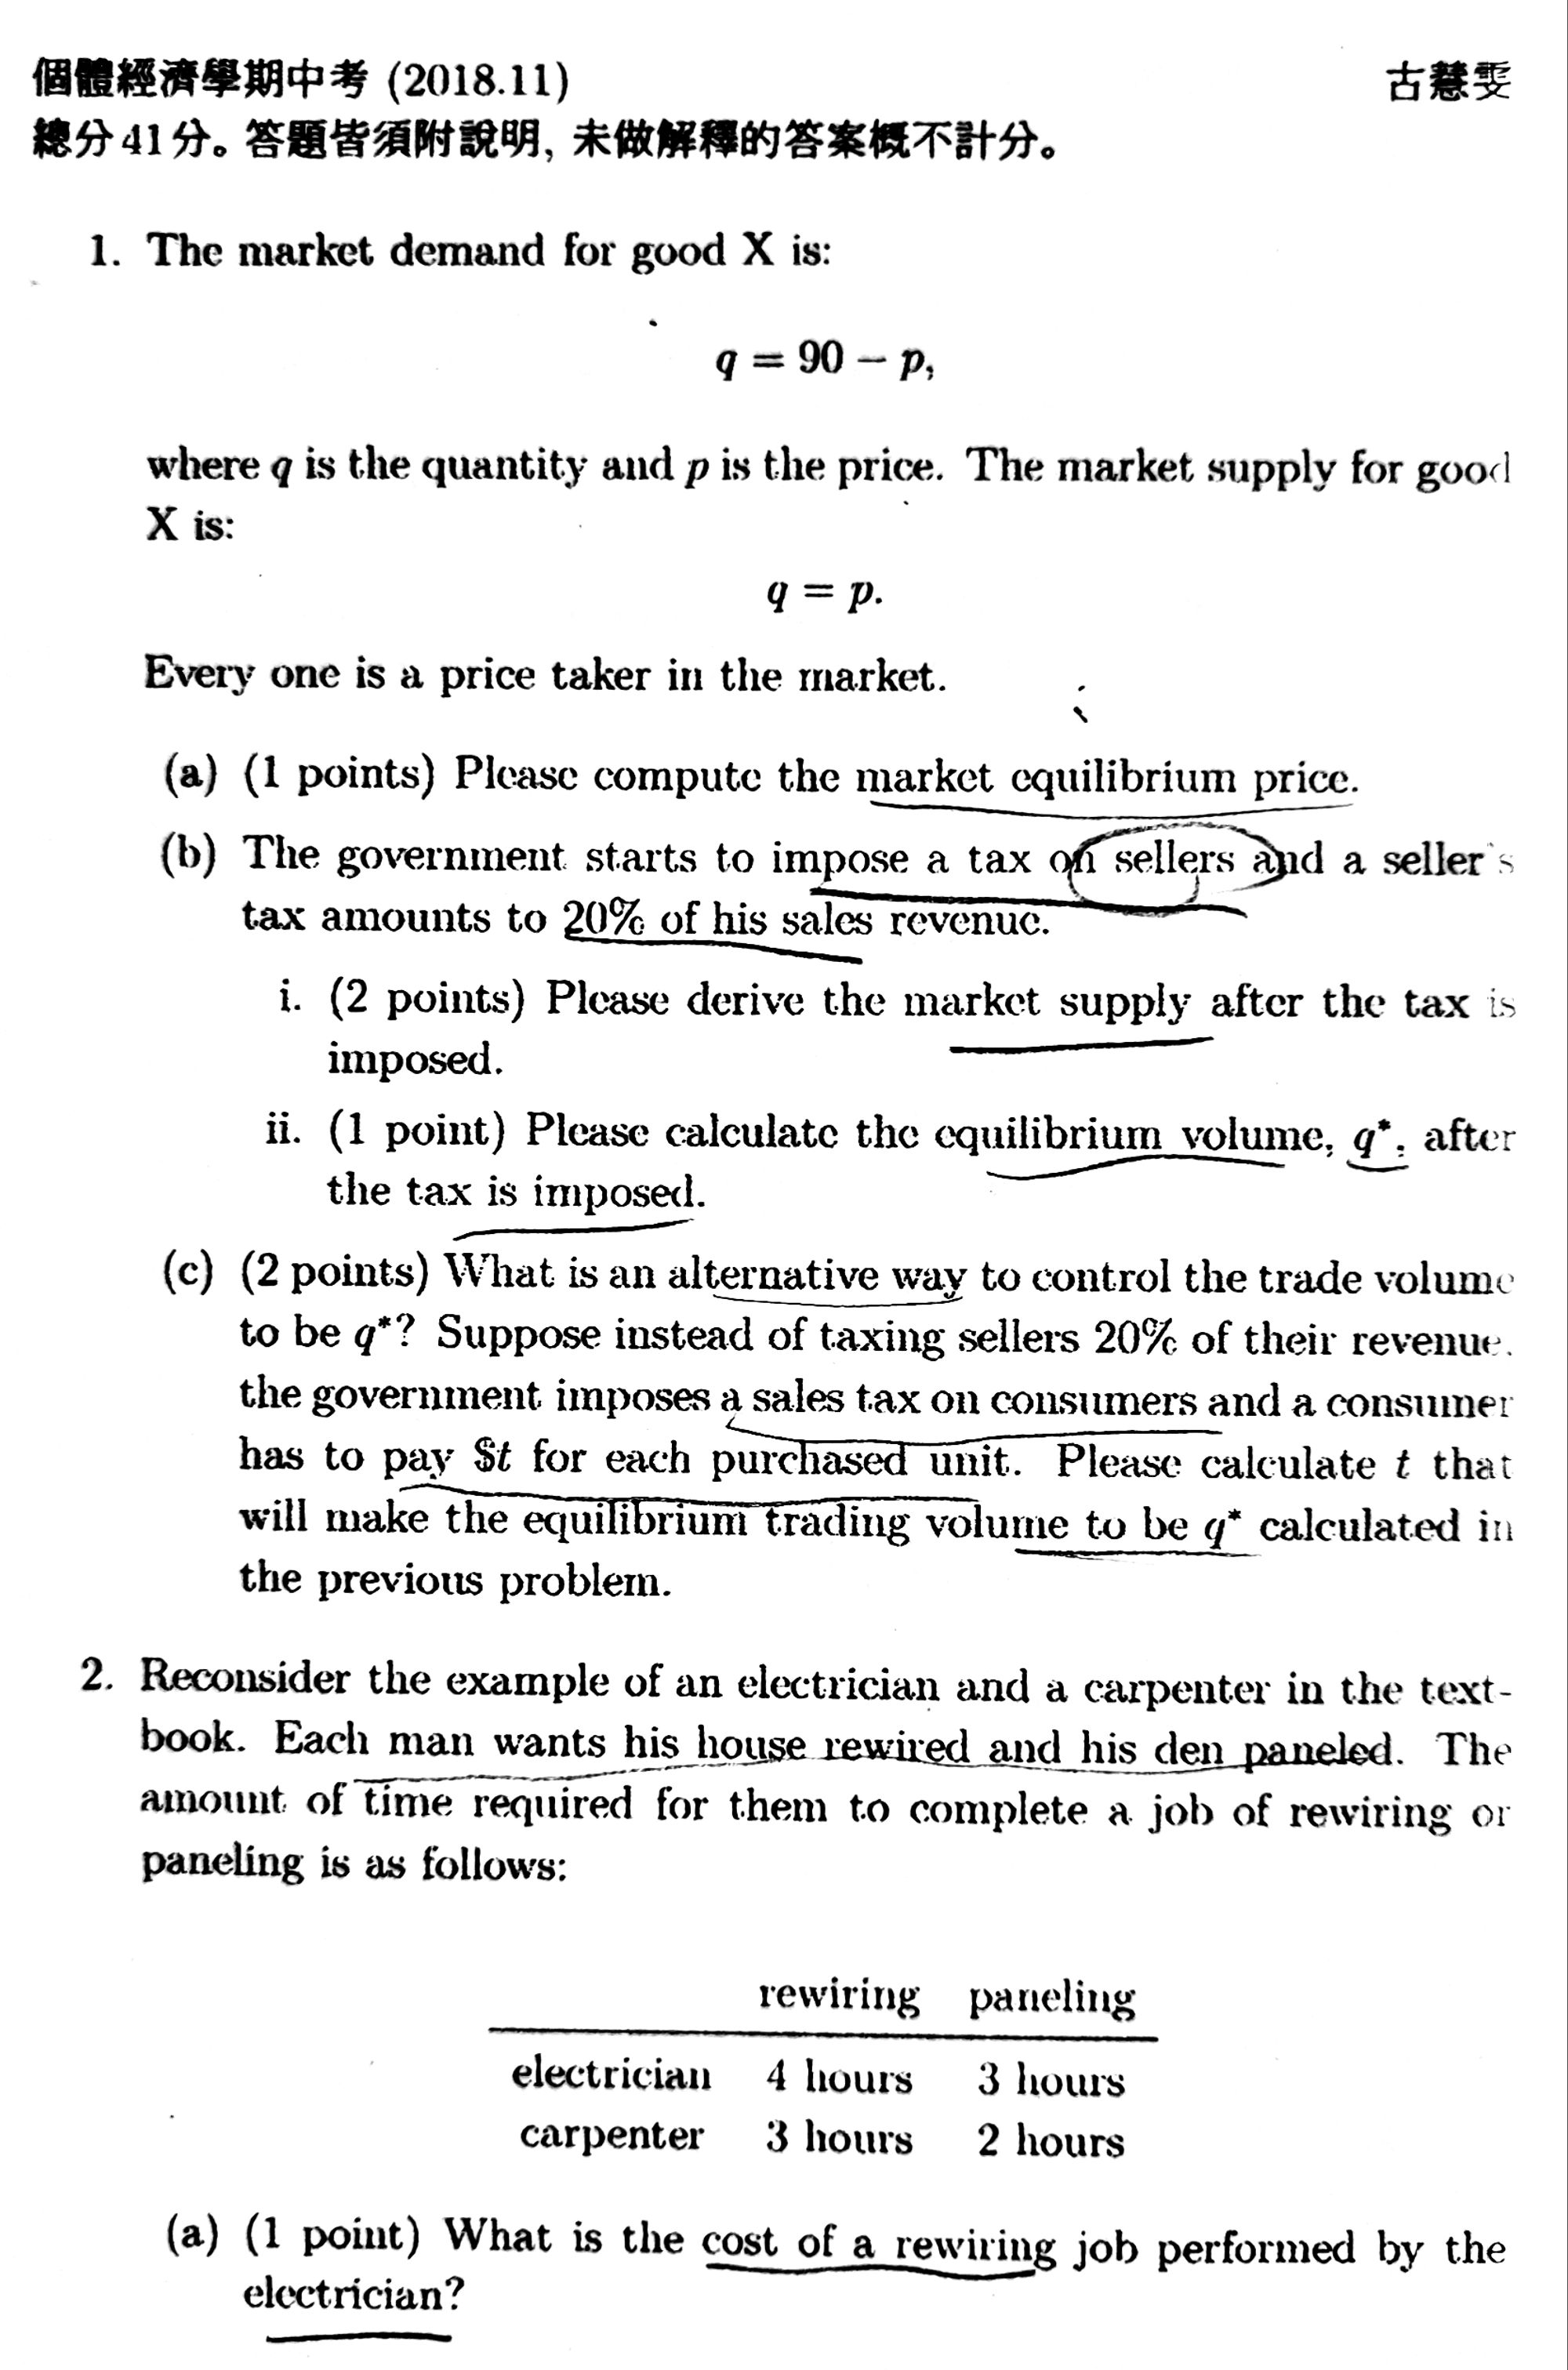 個體經濟學期中考 (2018.11) 古慧雯
總分 41 分。答題皆須附說明, 未做解釋的答案概不計分。
1. The market demand for good X is:
q = 90 − p,
where q is the quantity and p is the price. The market supply for good
X is:
q = p.
Every one is a price taker in the market.
(a) (1 points) Please compute the market equilibrium price.
(b) The government starts to impose a tax on sellers and a seller's
tax amounts to 20% of his sales revenue.
i. (2 points) Please derive the market supply after the tax is
imposed.
ii. (1 point) Please calculate the equilibrium volume, q*, after
the tax is imposed.
(c) (2 points) What is an alternative way to control the trade volume
to be q*? Suppose instead of taxing sellers 20% of their revenue,
the government imposes a sales tax on consumers and a consumer
has to pay $t for each purchased unit. Please calculate t that
will make the equilibrium trading volume to be q* calculated in
the previous problem.
2. Reconsider the example of an electrician and a carpenter in the text-
book. Each man wants his house rewired and his den paneled. The
amount of time required for them to complete a job of rewiring or
paneling is as follows:
rewiring paneling
electrician 4 hours 3 hours
carpenter 3 hours 2 hours
(a) (1 point) What is the cost of a rewiring job performed by the
electrician?